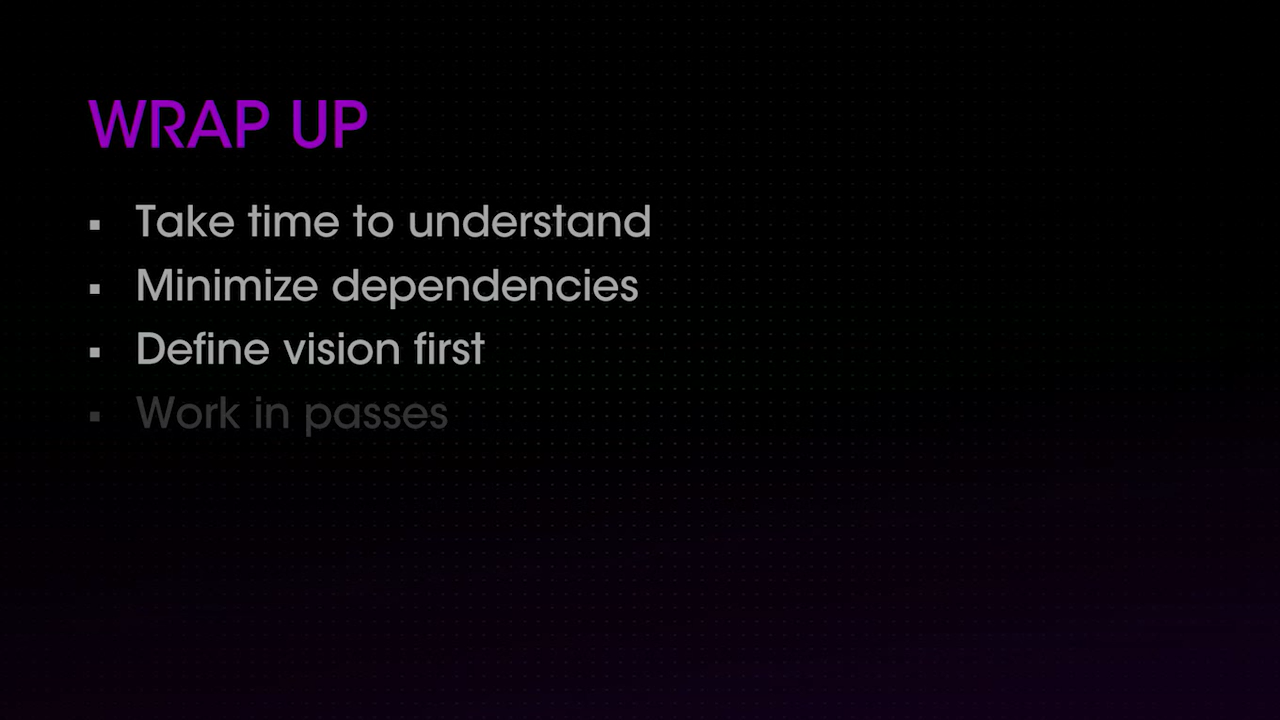 WRAP UP
▪ Take time to understand
▪ Minimize dependencies
▪ Define vision first
▪ Work in passes